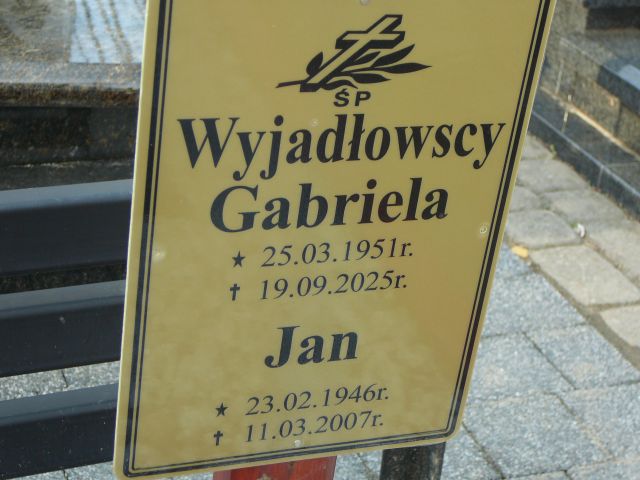 ŚP
Wyjadłowscy
Gabriela
★ 25.03.1951r.
✝ 19.09.2025r.
Jan
★ 23.02.1946r.
✝ 11.03.2007r.